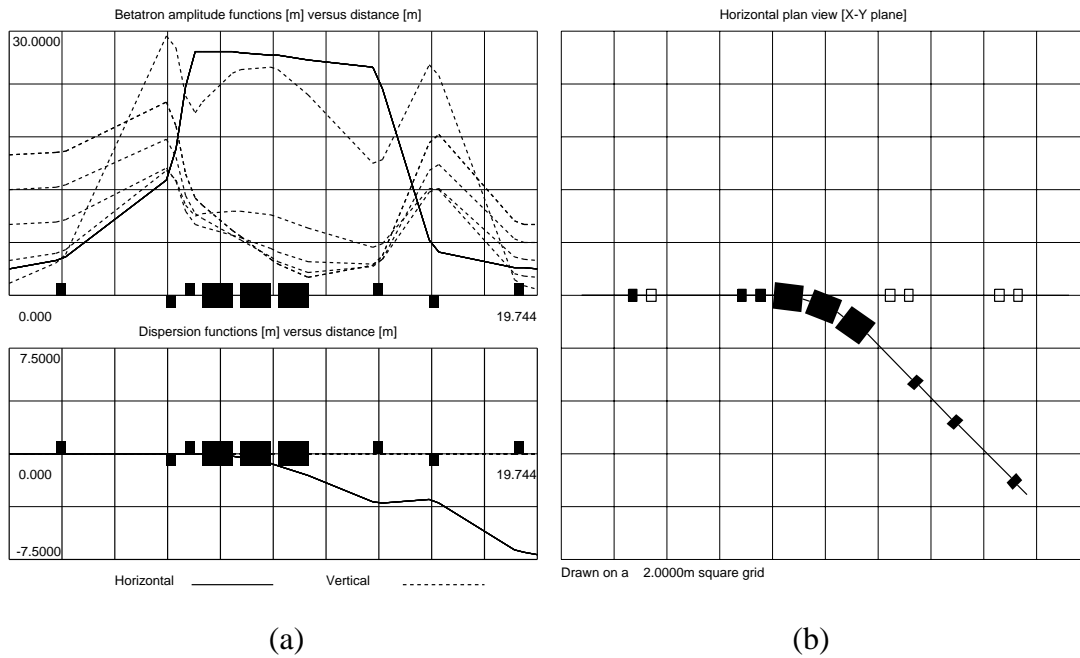 Betatron amplitude functions [m] versus distance [m]
30.0000
0.000
19.744
Dispersion functions [m] versus distance [m]
7.5000
0.000
19.744
-7.5000
Horizontal
Vertical
(a)
Horizontal plan view [X-Y plane]
Drawn on a 2.0000m square grid
(b)